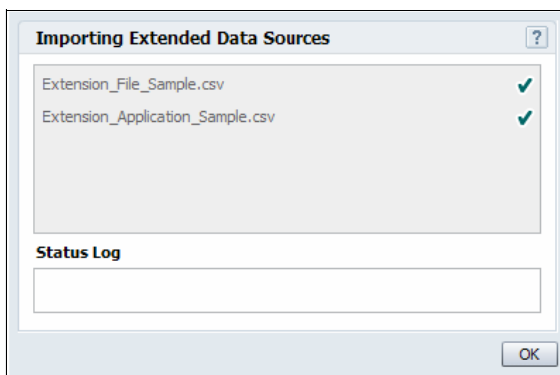 Importing Extended Data Sources ?
Extension_File_Sample.csv
Extension_Application_Sample.csv
Status Log
OK